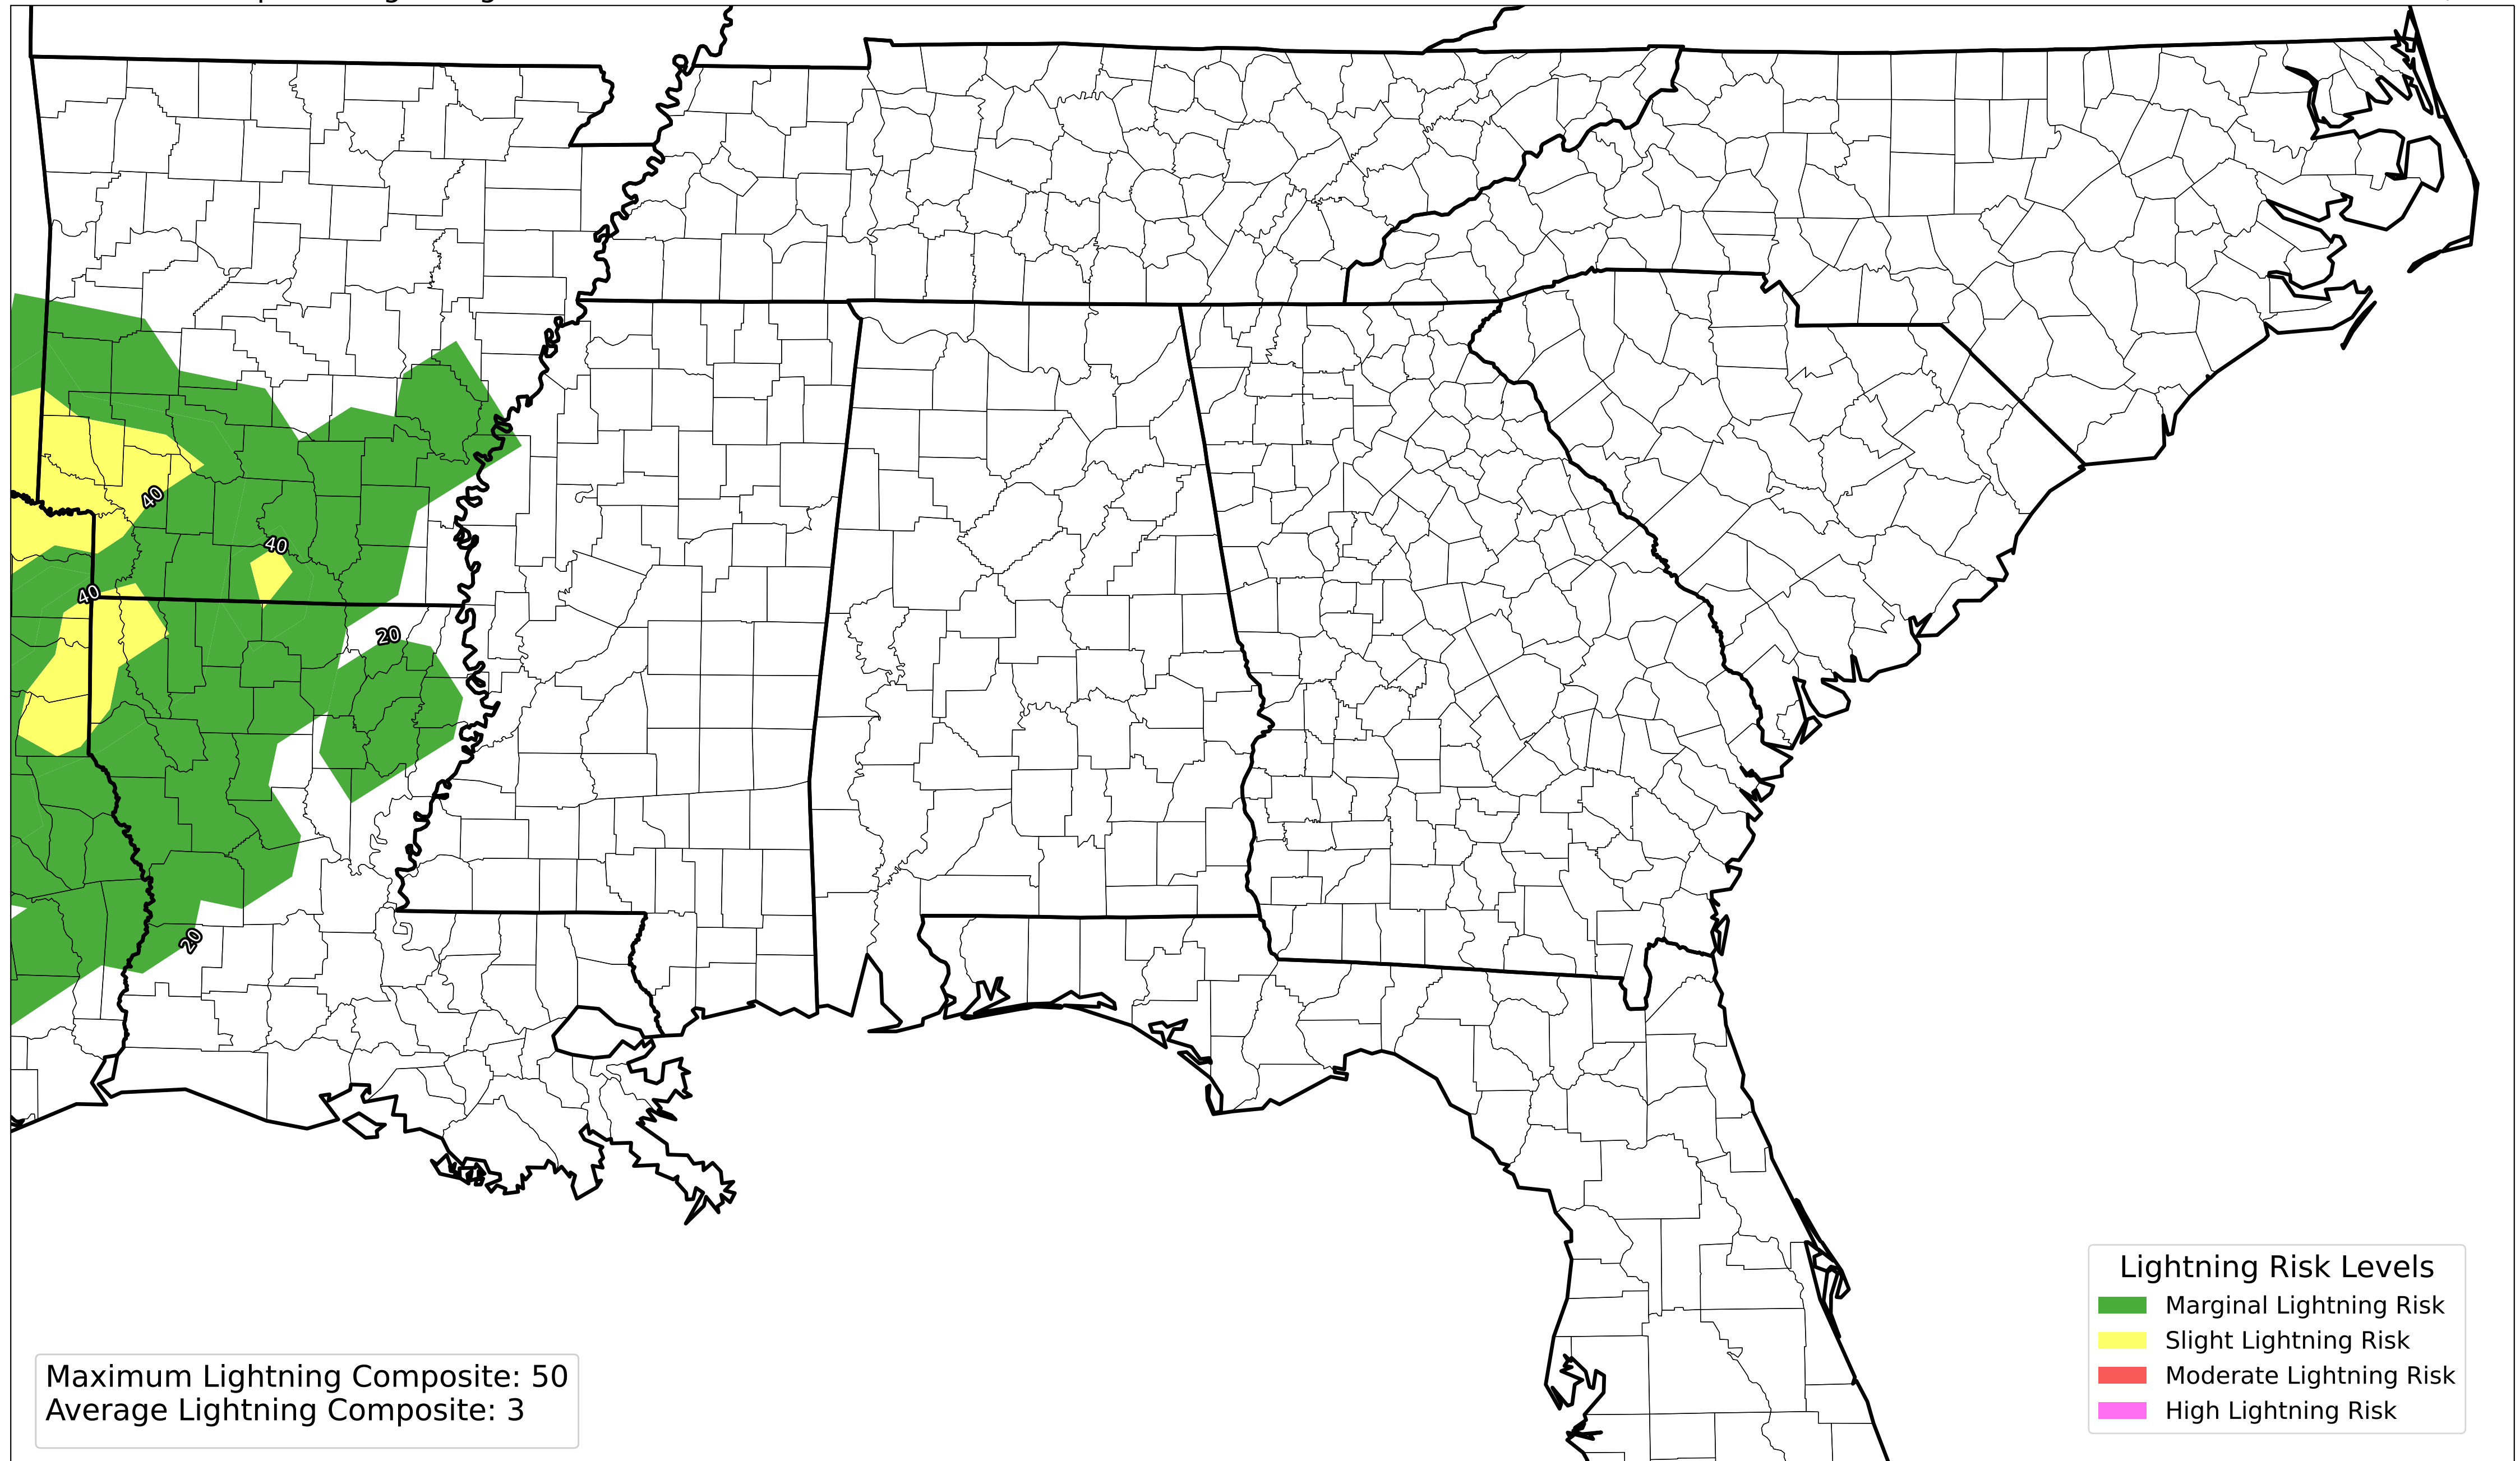 40
40
40
20
20
Lightning Risk Levels
Marginal Lightning Risk
Slight Lightning Risk
Moderate Lightning Risk
High Lightning Risk
Maximum Lightning Composite: 50
Average Lightning Composite: 3